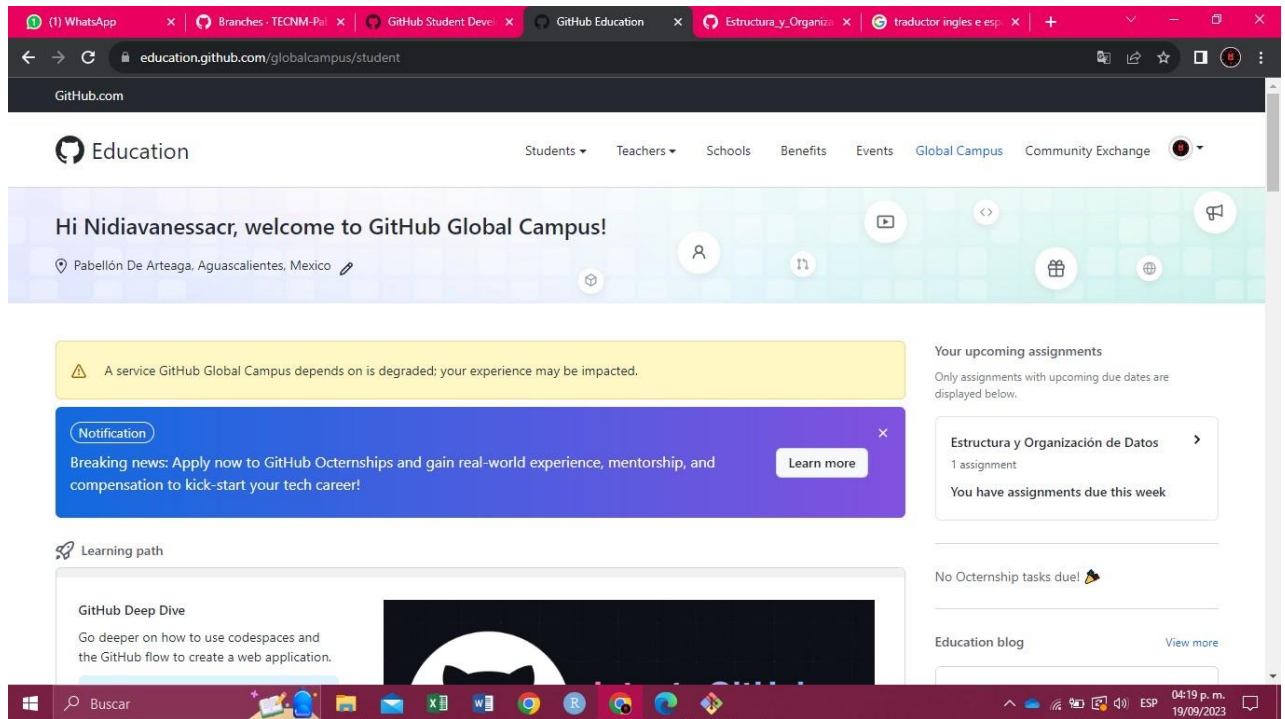 (1) WhatsApp
Branches · TECNM-Pal
GitHub Student Devel
GitHub Education
Estructura_y_Organiza
traductor ingles e esp
education.github.com/globalcampus/student
GitHub.com
Education
Students
Teachers
Schools
Benefits
Events
Global Campus
Community Exchange
Hi Nidiavanessacr, welcome to GitHub Global Campus!
Pabellón De Arteaga, Aguascalientes, Mexico
A service GitHub Global Campus depends on is degraded; your experience may be impacted.
Notification
Breaking news: Apply now to GitHub Octernships and gain real-world experience, mentorship, and
compensation to kick-start your tech career!
Learn more
Learning path
GitHub Deep Dive
Go deeper on how to use codespaces and
the GitHub flow to create a web application.
Your upcoming assignments
Only assignments with upcoming due dates are
displayed below.
Estructura y Organización de Datos
1 assignment
You have assignments due this week
No Octernship tasks due!
Education blog
View more
Buscar
ESP
04:19 p. m.
19/09/2023